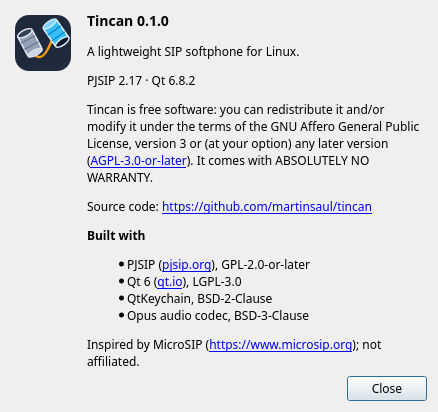 Tincan 0.1.0
A lightweight SIP softphone for Linux.
PJSIP 2.17 · Qt 6.8.2
Tincan is free software: you can redistribute it and/or
modify it under the terms of the GNU Affero General Public
License, version 3 or (at your option) any later version
(AGPL-3.0-or-later). It comes with ABSOLUTELY NO
WARRANTY.
Source code: https://github.com/martinsaul/tincan
Built with
• PJSIP (pjsip.org), GPL-2.0-or-later
• Qt 6 (qt.io), LGPL-3.0
• QtKeychain, BSD-2-Clause
• Opus audio codec, BSD-3-Clause
Inspired by MicroSIP (https://www.microsip.org); not
affiliated.
Close